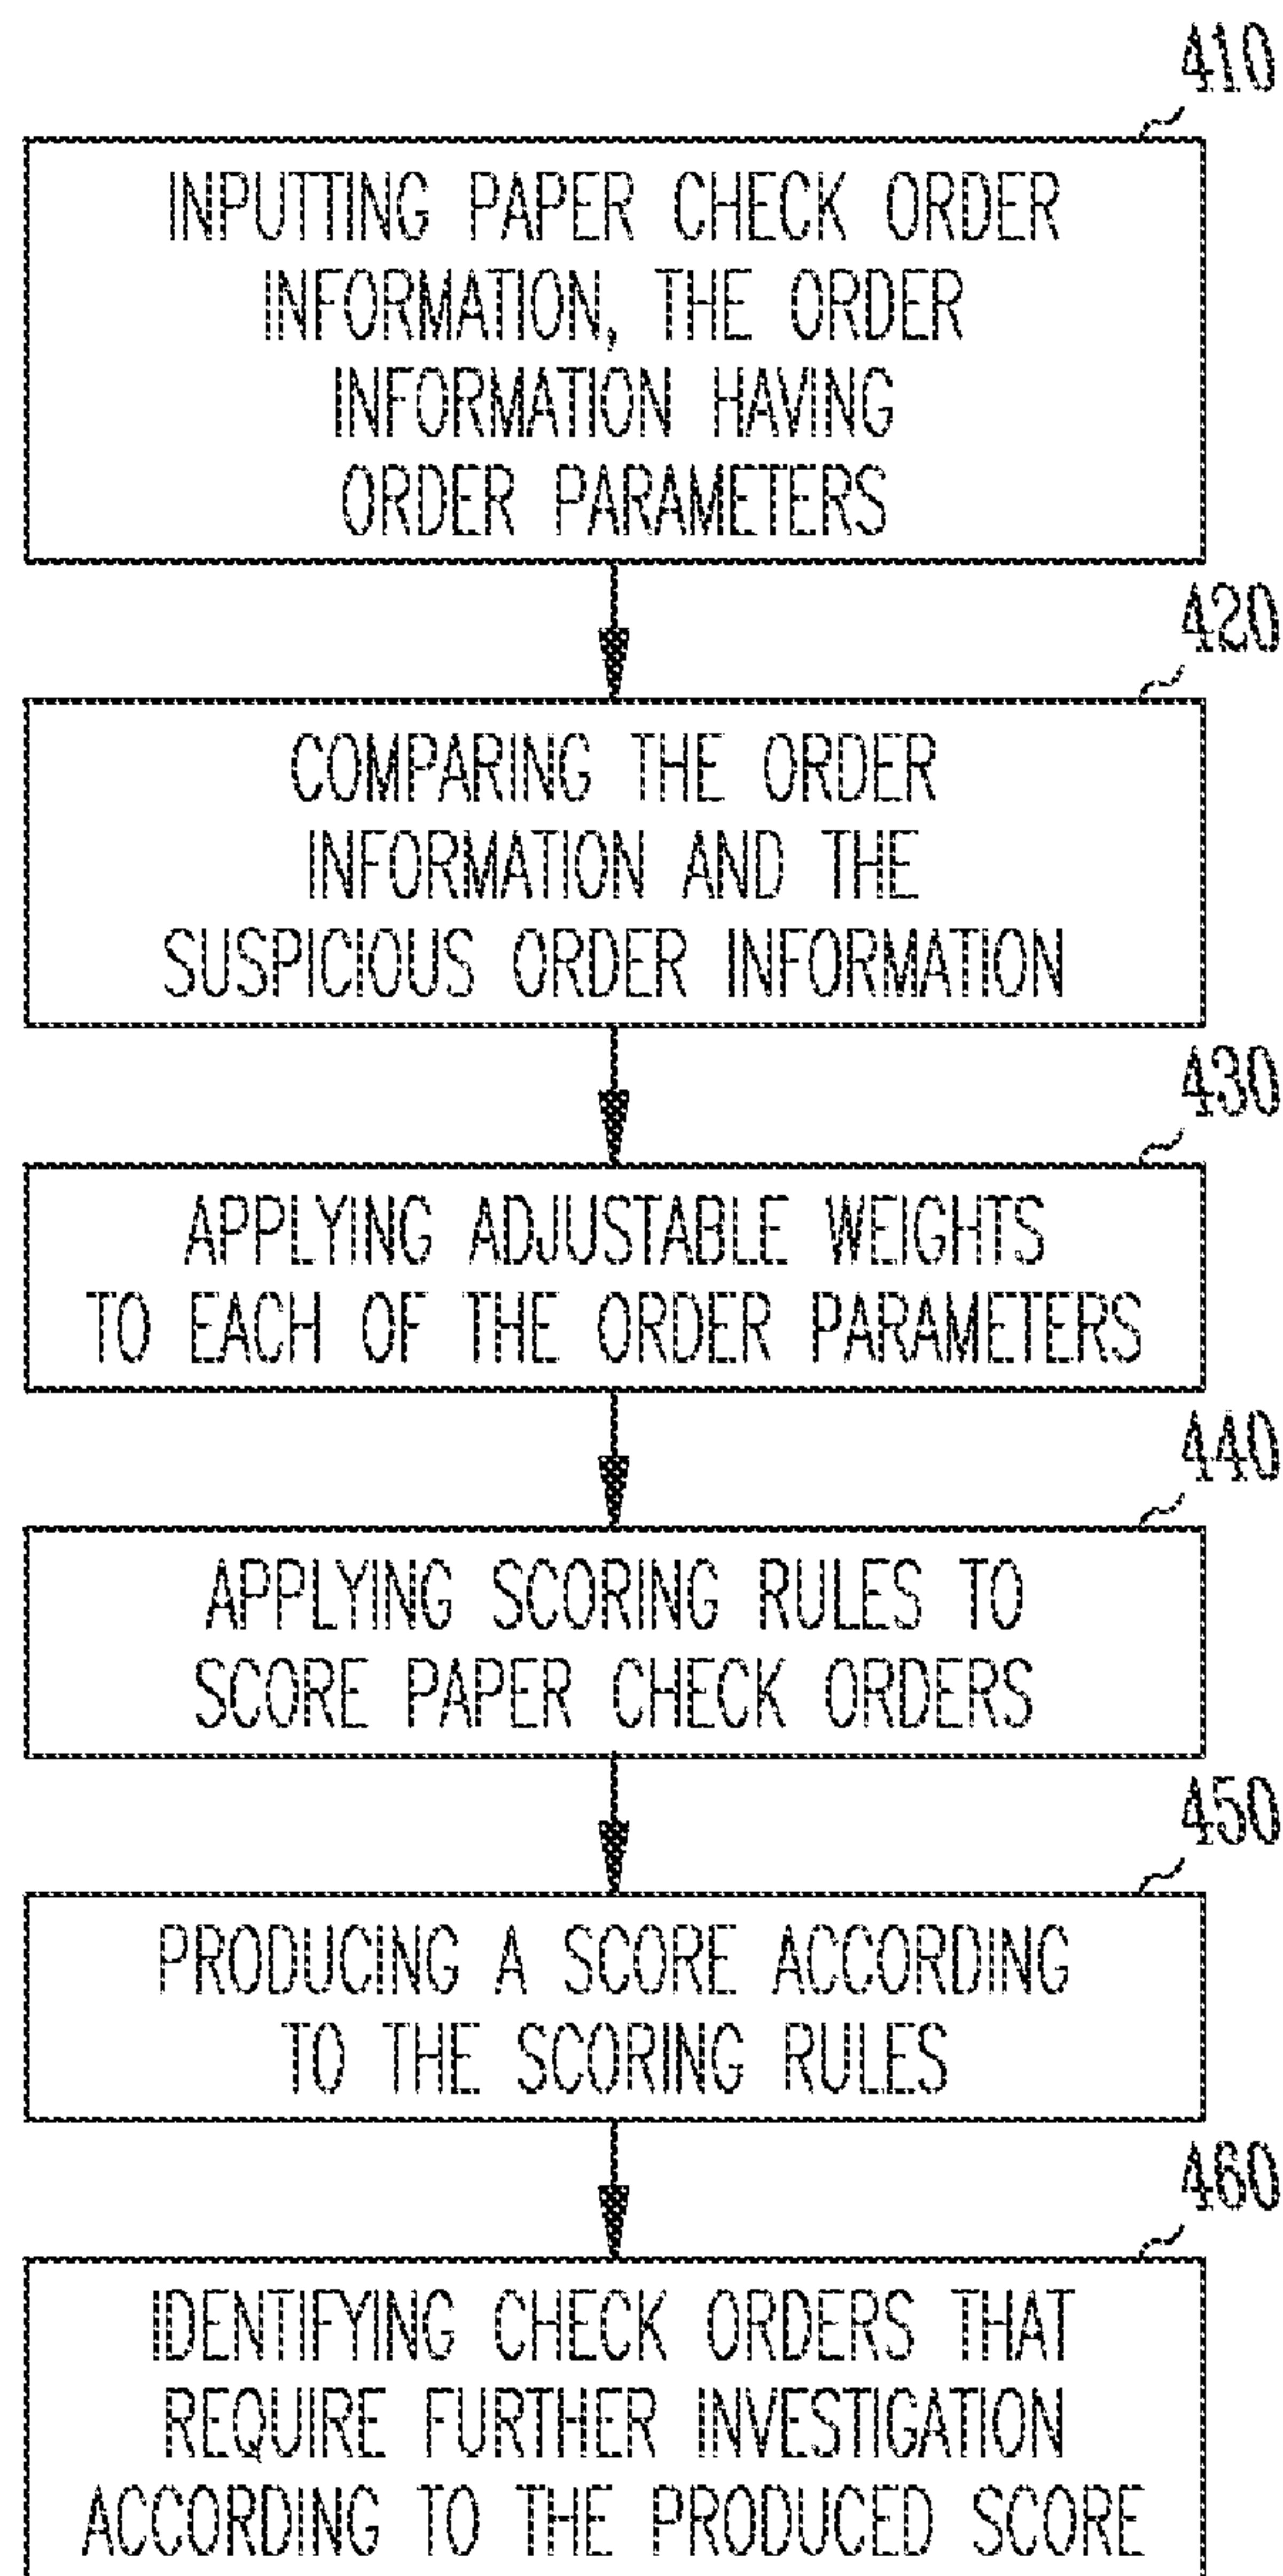 410
INPUTTING PAPER CHECK ORDER
INFORMATION, THE ORDER
INFORMATION HAVING
ORDER PARAMETERS
420
COMPARING THE ORDER
INFORMATION AND THE
SUSPICIOUS ORDER INFORMATION
430
APPLYING ADJUSTABLE WEIGHTS
TO EACH OF THE ORDER PARAMETERS
440
APPLYING SCORING RULES TO
SCORE PAPER CHECK ORDERS
450
PRODUCING A SCORE ACCORDING
TO THE SCORING RULES
460
IDENTIFYING CHECK ORDERS THAT
REQUIRE FURTHER INVESTIGATION
ACCORDING TO THE PRODUCED SCORE